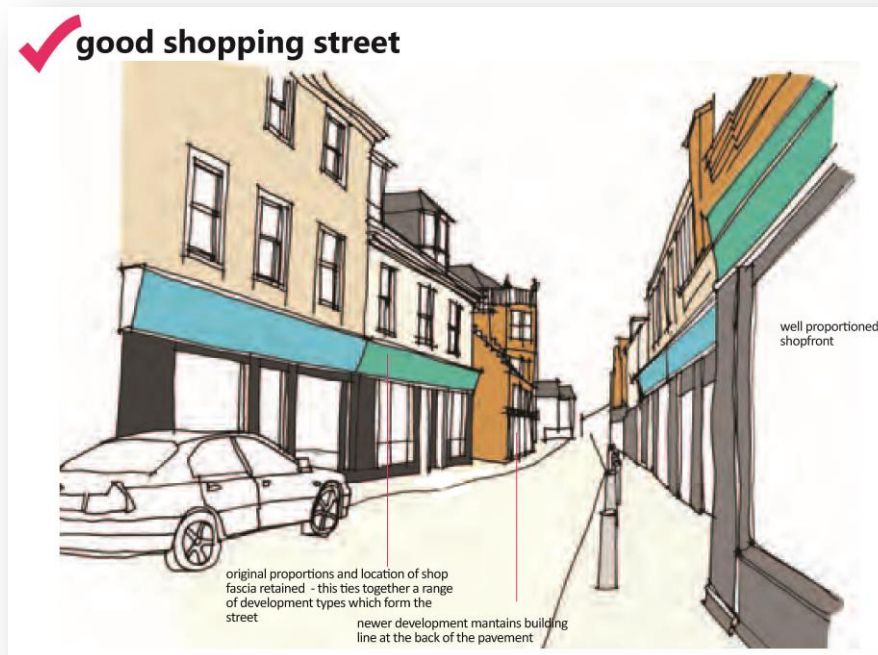 good shopping street
well proportioned
shopfront
original proportions and location of shop
fascia retained - this ties together a range
of development types which form the
street
newer development mantains building
line at the back of the pavement